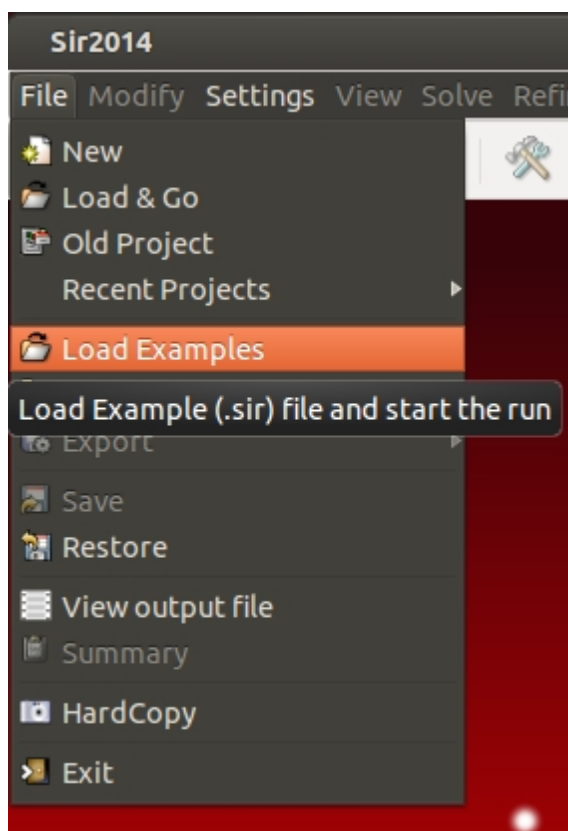 Sir2014
File Modify Settings View Solve Refi
New
Load & Go
Old Project
Recent Projects
Load Examples
Load Example (.sir) file and start the run
Export
Save
Restore
View output file
Summary
HardCopy
Exit